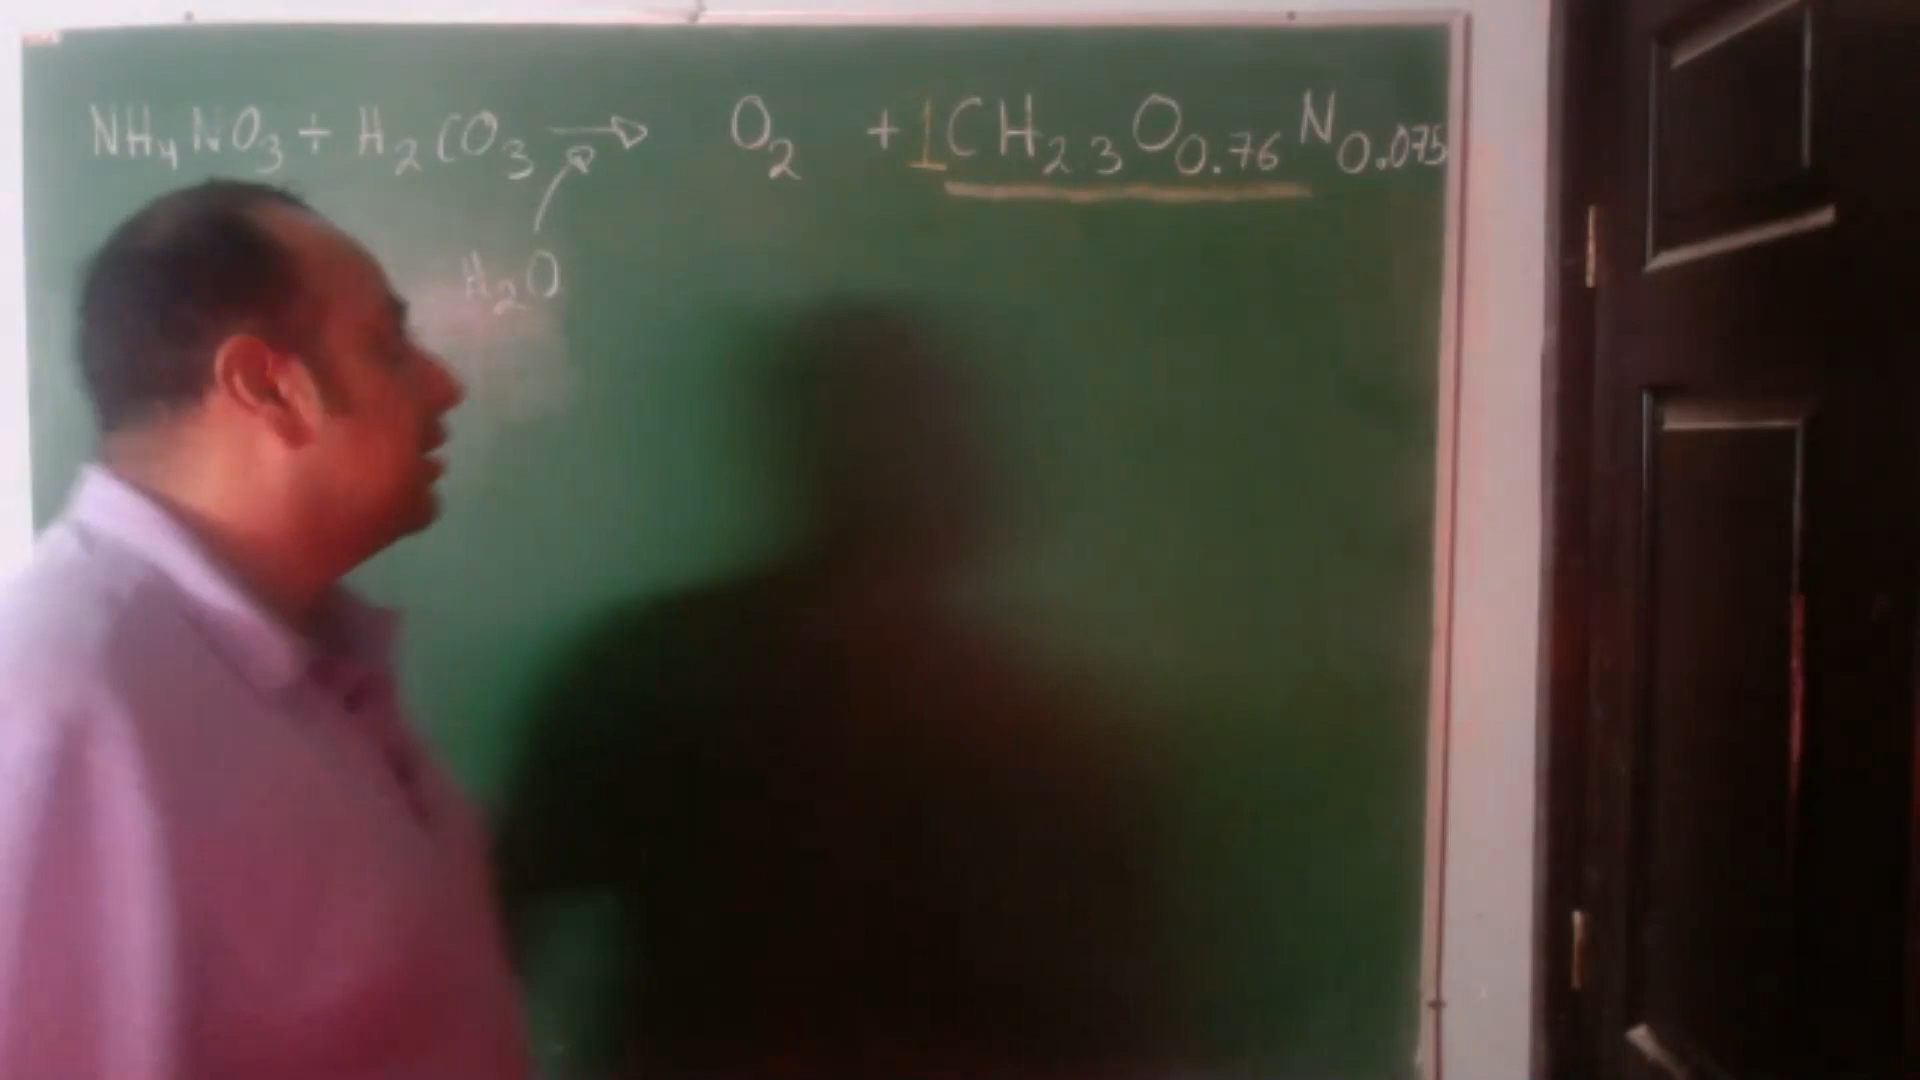 NH₄NO₃ + H₂CO₃ → O₂ + 1CH₂.₃O₀.₇₆N₀.₀₇₅
H₂O